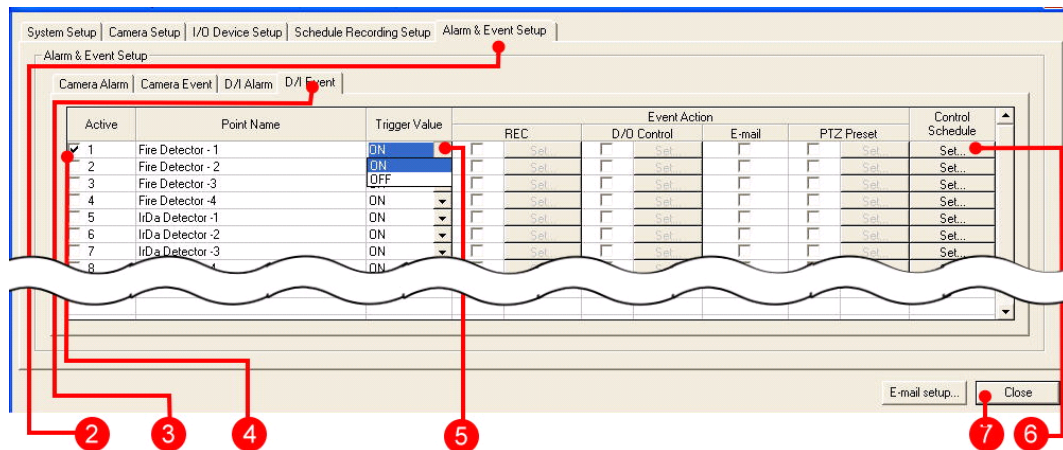 System Setup Camera Setup I/O Device Setup Schedule Recording Setup Alarm & Event Setup
Alarm & Event Setup
Camera Alarm Camera Event D/I Alarm D/I Event
Active Point Name Trigger Value Event Action Control Schedule
REC D/O Control E-mail PTZ Preset
1 Fire Detector - 1 ON Set... Set... Set... Set...
2 Fire Detector - 2 ON Set... Set... Set... Set...
3 Fire Detector -3 OFF Set... Set... Set... Set...
4 Fire Detector -4 ON Set... Set... Set... Set...
5 IrDa Detector -1 ON Set... Set... Set... Set...
6 IrDa Detector -2 ON Set... Set... Set... Set...
7 IrDa Detector -3 ON Set... Set... Set... Set...
8 ON
E-mail setup... Close
2 3 4 5 7 6